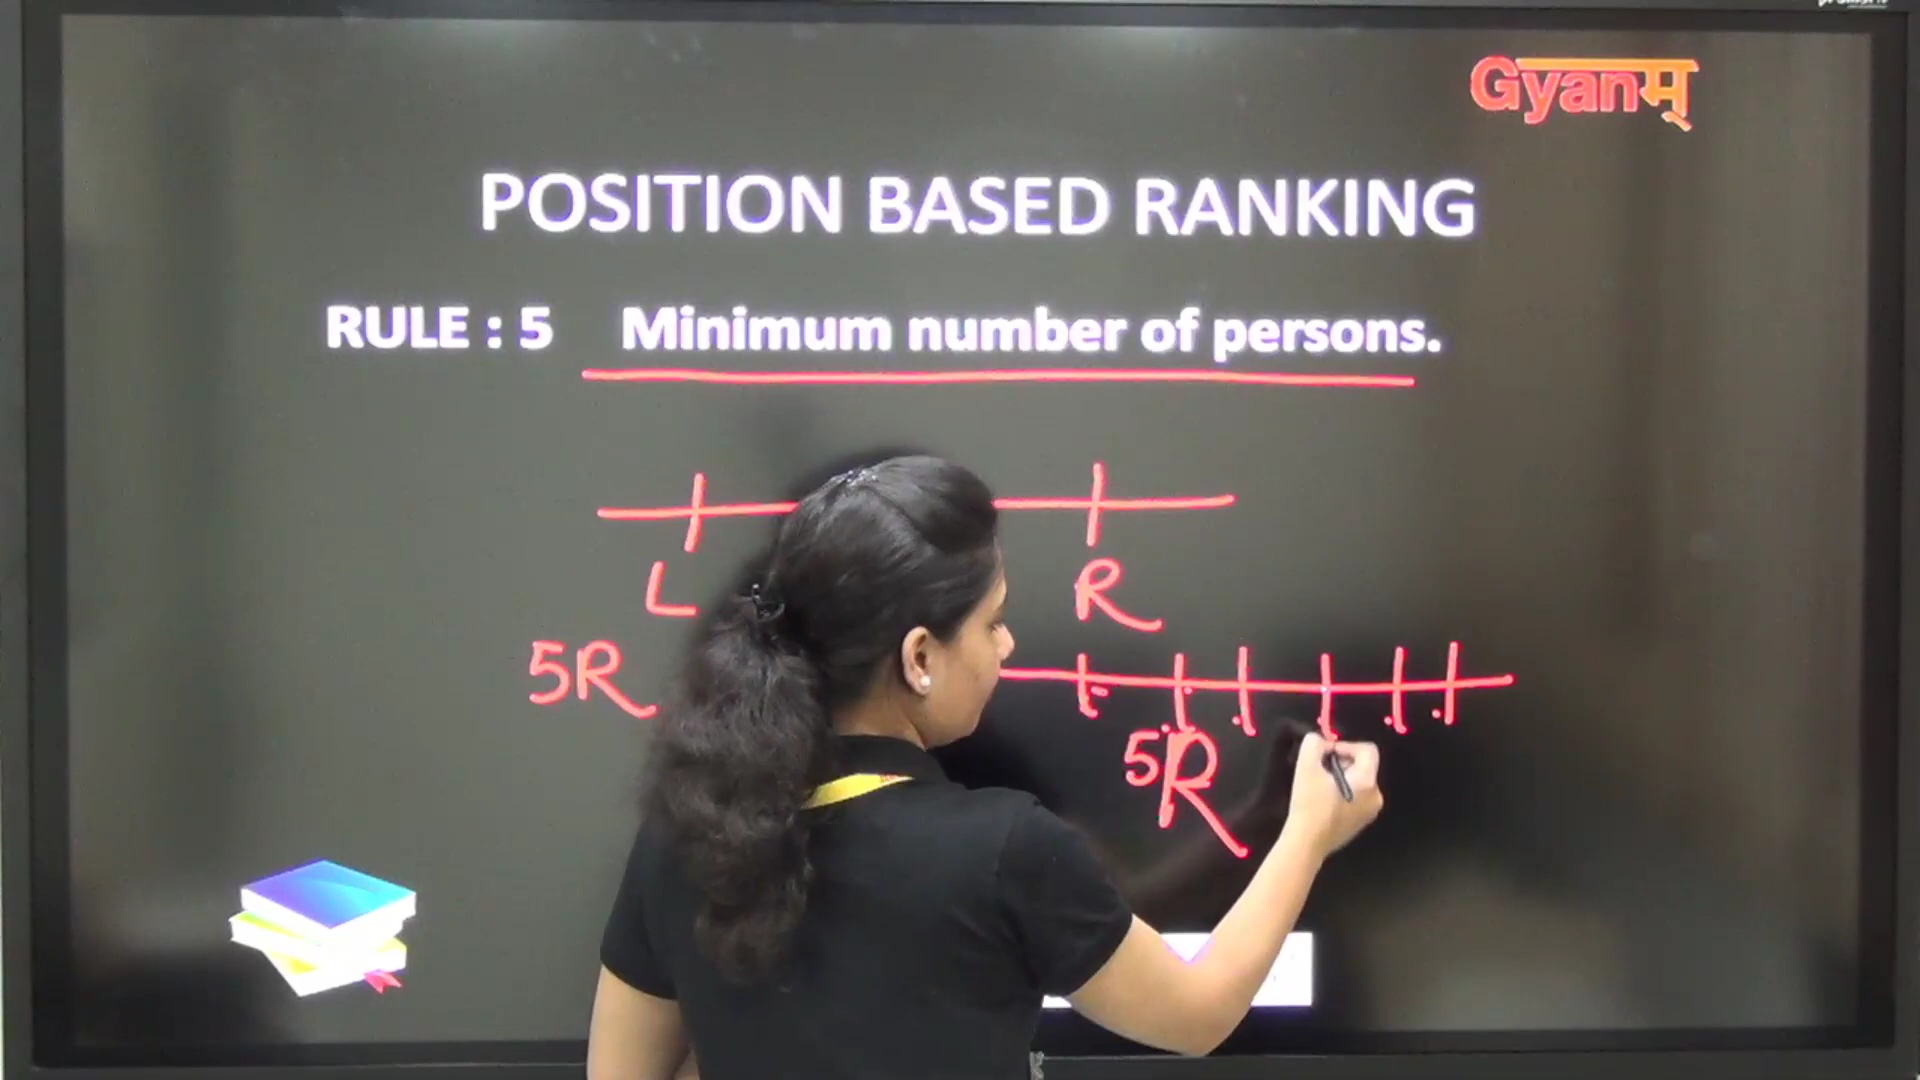 Gyanम्
POSITION BASED RANKING
RULE : 5 Minimum number of persons.
L R
5R
5R